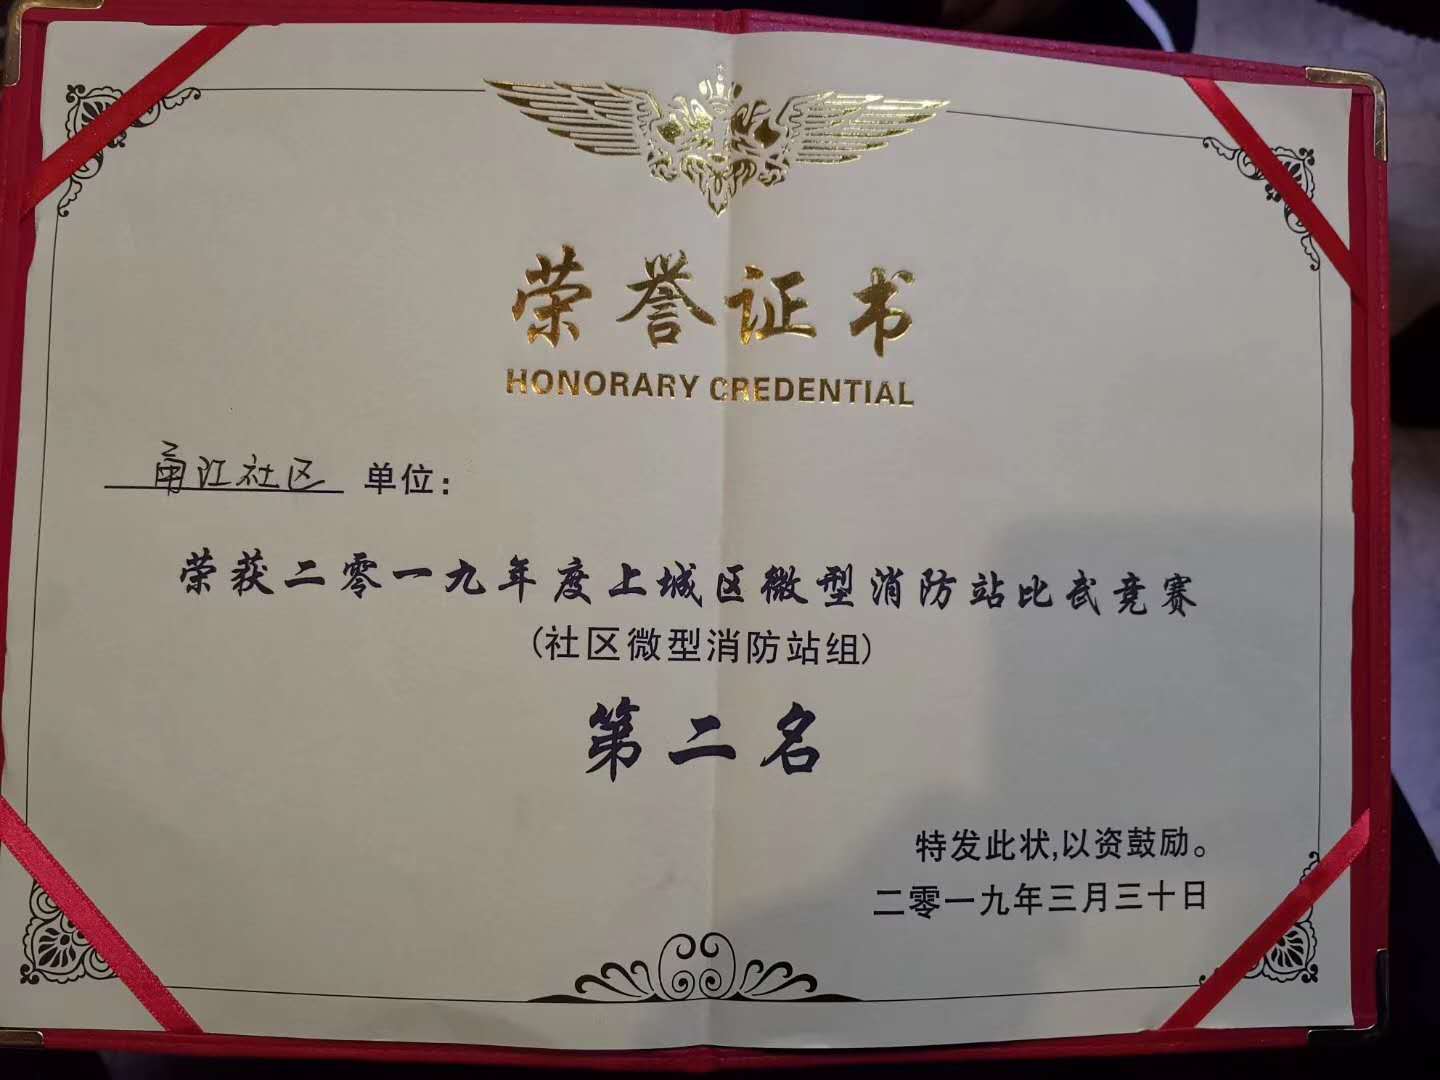 荣誉证书
HONORARY CREDENTIAL
甬江社区 单位：
荣获二零一九年度上城区微型消防站比武竞赛
(社区微型消防站组)
第二名
特发此状,以资鼓励。
二零一九年三月三十日